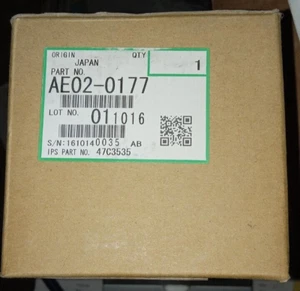 ORIGIN QTY
JAPAN 1
PART NO.
AE02-0177
LOT NO. 011016
S/N:1610140035 AB
IPS PART NO. 47C3535